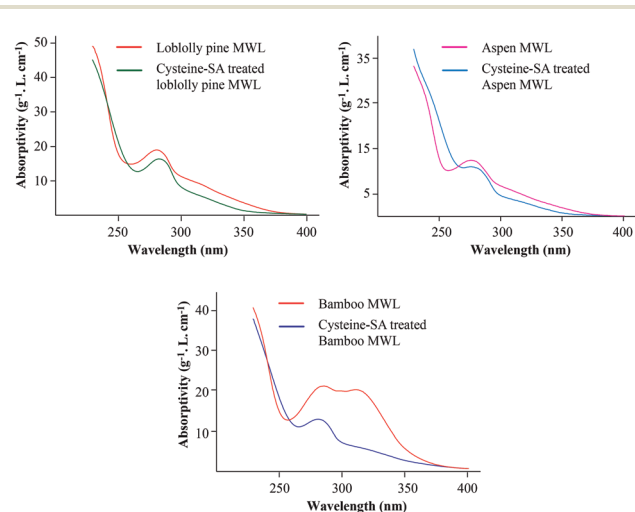 Loblolly pine MWL
Cysteine-SA treated
loblolly pine MWL
Absorptivity (g-1. L. cm-1)
50
40
30
20
10
250
300
350
400
Wavelength (nm)
Aspen MWL
Cysteine-SA treated
Aspen MWL
Absorptivity (g-1. L. cm-1)
35
25
15
5
250
300
350
400
Wavelength (nm)
Bamboo MWL
Cysteine-SA treated
Bamboo MWL
Absorptivity (g-1. L. cm-1)
40
30
20
10
250
300
350
400
Wavelength (nm)